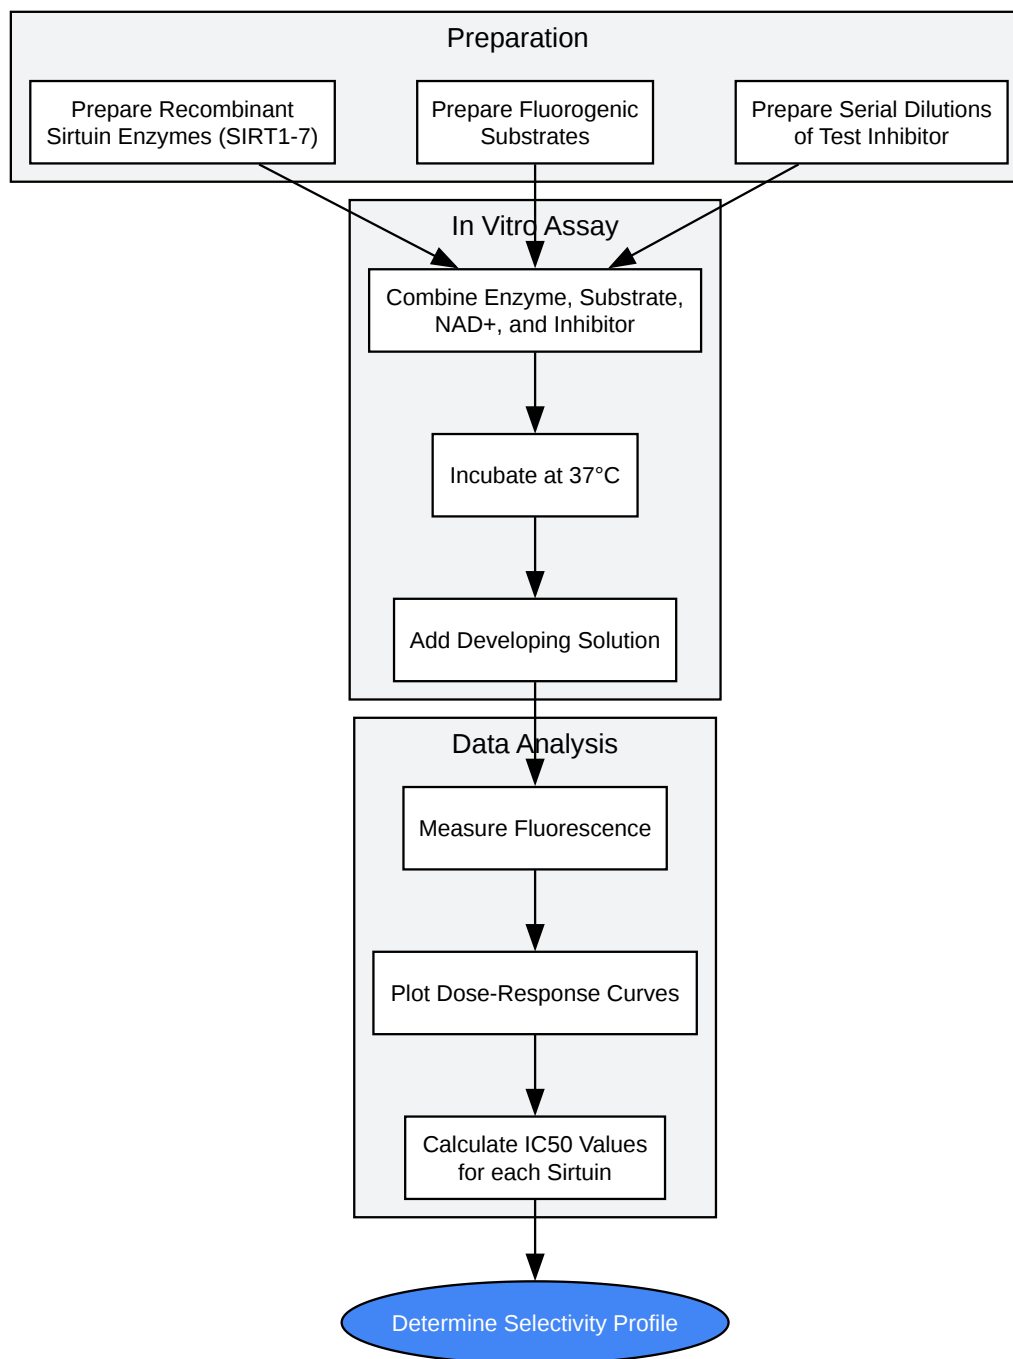 Preparation
Prepare Recombinant
Sirtuin Enzymes (SIRT1-7)
Prepare Fluorogenic
Substrates
Prepare Serial Dilutions
of Test Inhibitor
In Vitro Assay
Combine Enzyme, Substrate,
NAD+, and Inhibitor
Incubate at 37°C
Add Developing Solution
Data Analysis
Measure Fluorescence
Plot Dose-Response Curves
Calculate IC50 Values
for each Sirtuin
Determine Selectivity Profile